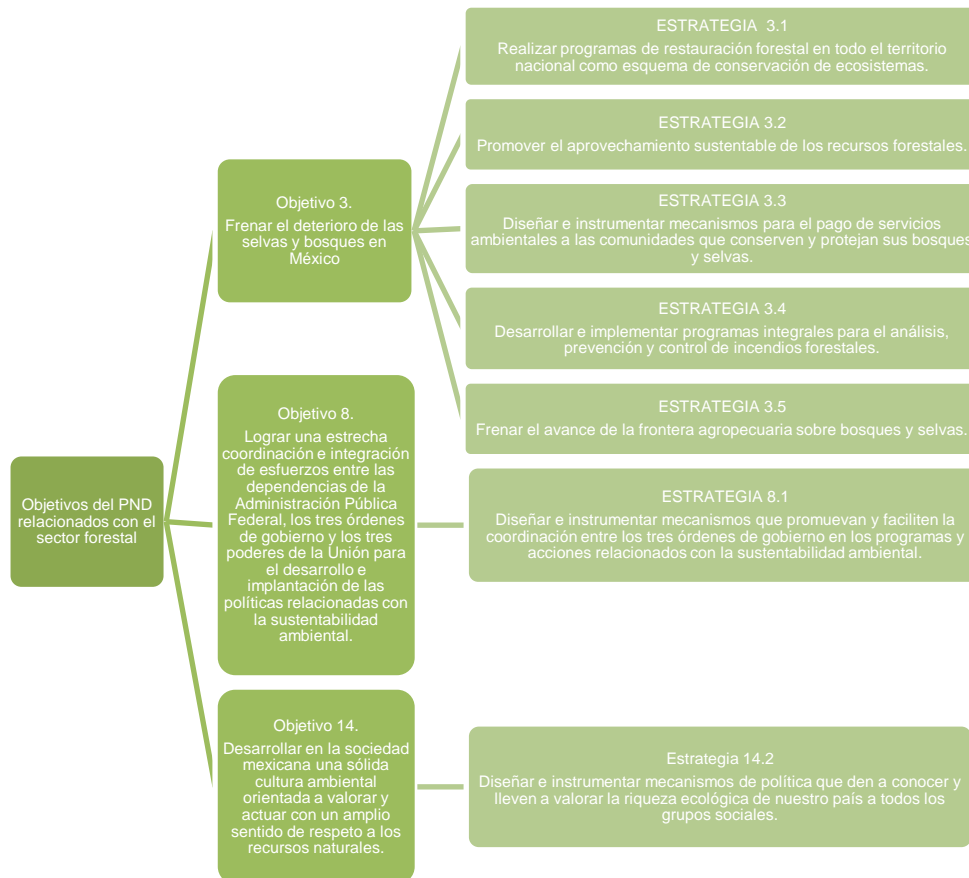 Objetivos del PND
relacionados con el
sector forestal
Objetivo 3.
Frenar el deterioro de las
selvas y bosques en
México
ESTRATEGIA 3.1
Realizar programas de restauración forestal en todo el territorio
nacional como esquema de conservación de ecosistemas.
ESTRATEGIA 3.2
Promover el aprovechamiento sustentable de los recursos forestales.
ESTRATEGIA 3.3
Diseñar e instrumentar mecanismos para el pago de servicios
ambientales a las comunidades que conserven y protejan sus bosques
y selvas.
ESTRATEGIA 3.4
Desarrollar e implementar programas integrales para el análisis,
prevención y control de incendios forestales.
ESTRATEGIA 3.5
Frenar el avance de la frontera agropecuaria sobre bosques y selvas.
Objetivo 8.
Lograr una estrecha
coordinación e integración
de esfuerzos entre las
dependencias de la
Administración Pública
Federal, los tres órdenes
de gobierno y los tres
poderes de la Unión para
el desarrollo e
implantación de las
políticas relacionadas con
la sustentabilidad
ambiental.
ESTRATEGIA 8.1
Diseñar e instrumentar mecanismos que promuevan y faciliten la
coordinación entre los tres órdenes de gobierno en los programas y
acciones relacionados con la sustentabilidad ambiental.
Objetivo 14.
Desarrollar en la sociedad
mexicana una sólida
cultura ambiental
orientada a valorar y
actuar con un amplio
sentido de respeto a los
recursos naturales.
Estrategia 14.2
Diseñar e instrumentar mecanismos de política que den a conocer y
lleven a valorar la riqueza ecológica de nuestro país a todos los
grupos sociales.